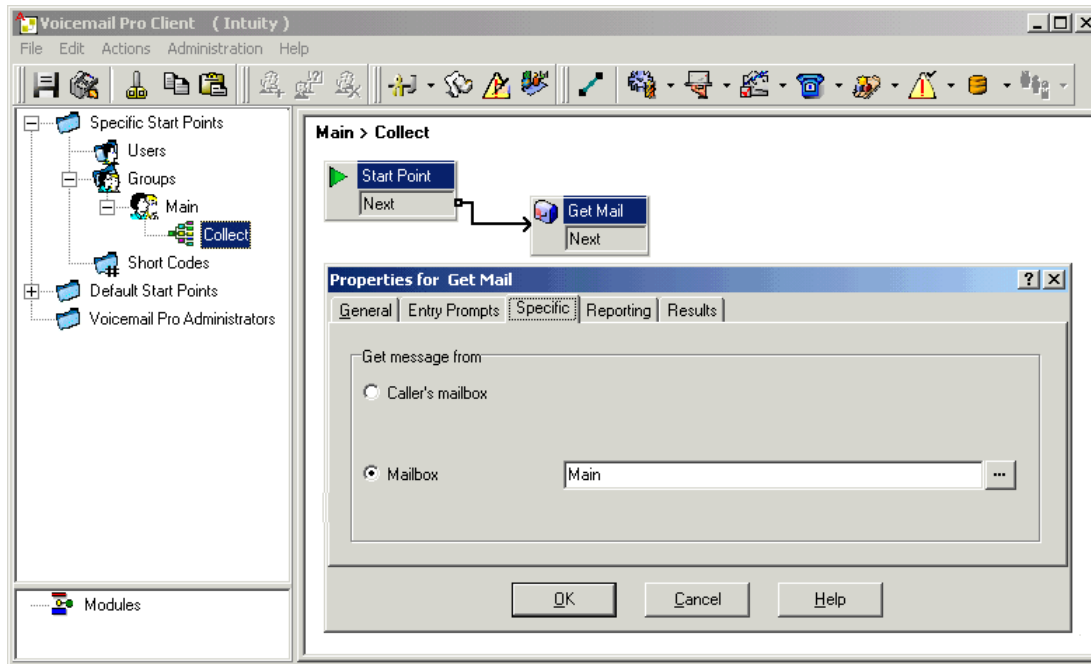 Voicemail Pro Client ( Intuity )
File Edit Actions Administration Help
Specific Start Points
Users
Groups
Main
Collect
Short Codes
Default Start Points
Voicemail Pro Administrators
Modules
Main > Collect
Start Point
Next
Get Mail
Next
Properties for Get Mail
General Entry Prompts Specific Reporting Results
Get message from
Caller's mailbox
Mailbox Main ...
OK Cancel Help